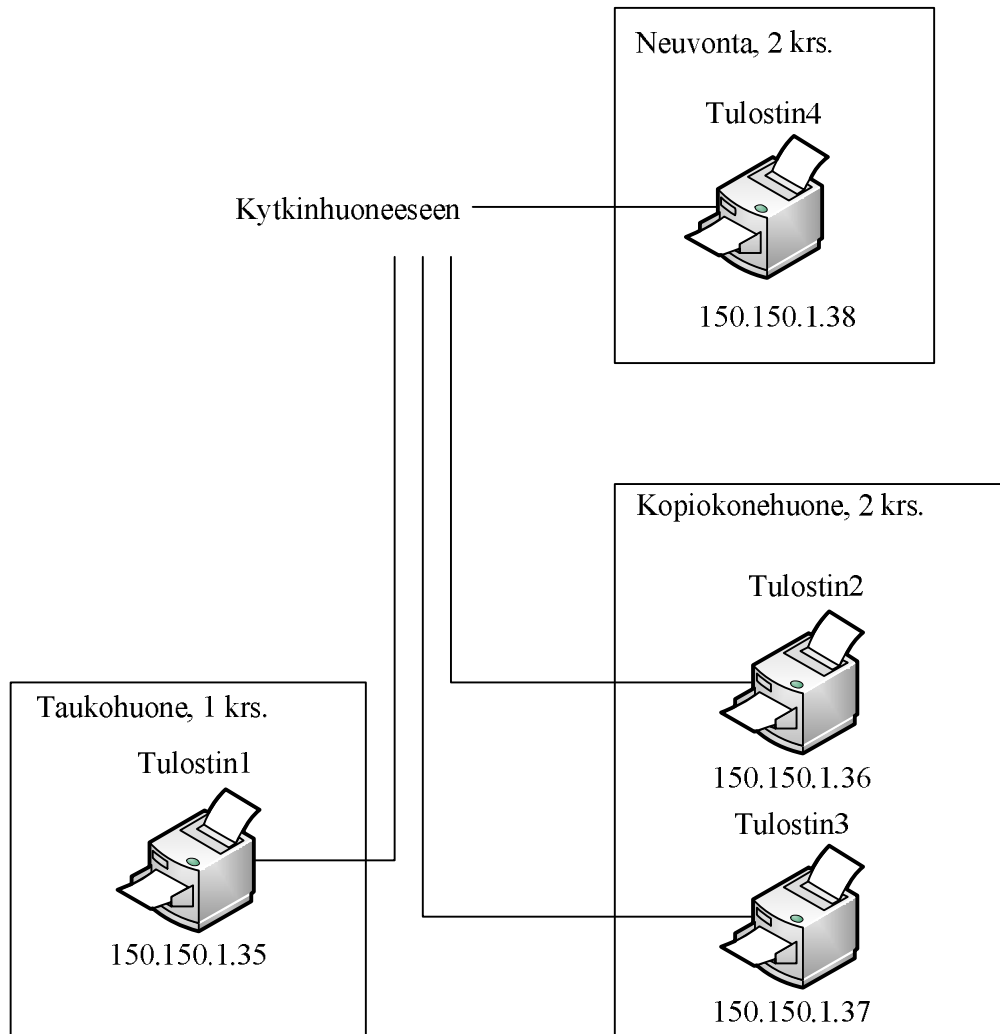 Neuvonta, 2 krs.
Tulostin4
Kytkinhuoneeseen
150.150.1.38
Kopiokonehuone, 2 krs.
Tulostin2
150.150.1.36
Tulostin3
150.150.1.37
Taukohuone, 1 krs.
Tulostin1
150.150.1.35